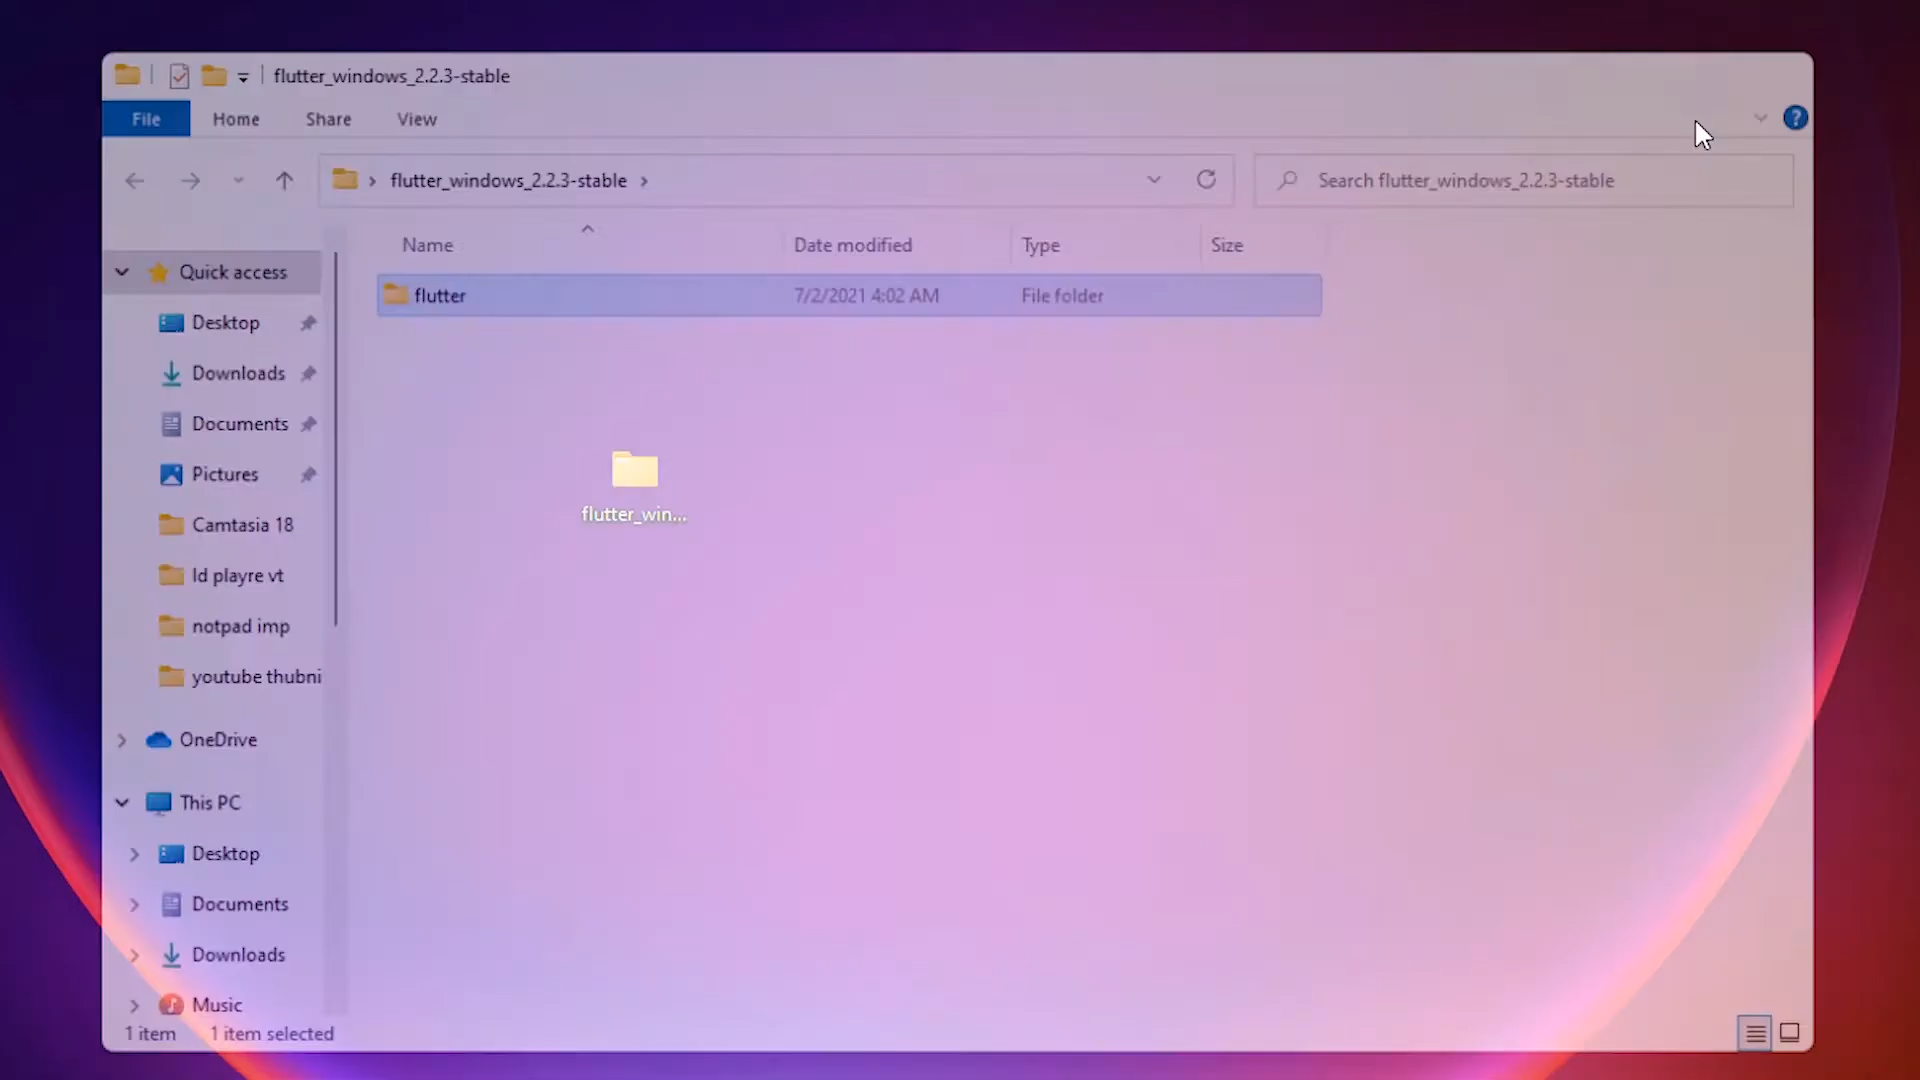 flutter_windows_2.2.3-stable
File Home Share View
?
flutter_windows_2.2.3-stable
Search flutter_windows_2.2.3-stable
Name Date modified Type Size
Quick access
flutter 7/2/2021 4:02 AM File folder
Desktop
Downloads
Documents
Pictures
flutter_win...
Camtasia 18
ld playre vt
notpad imp
youtube thubni
OneDrive
This PC
Desktop
Documents
Downloads
Music
1 item 1 item selected